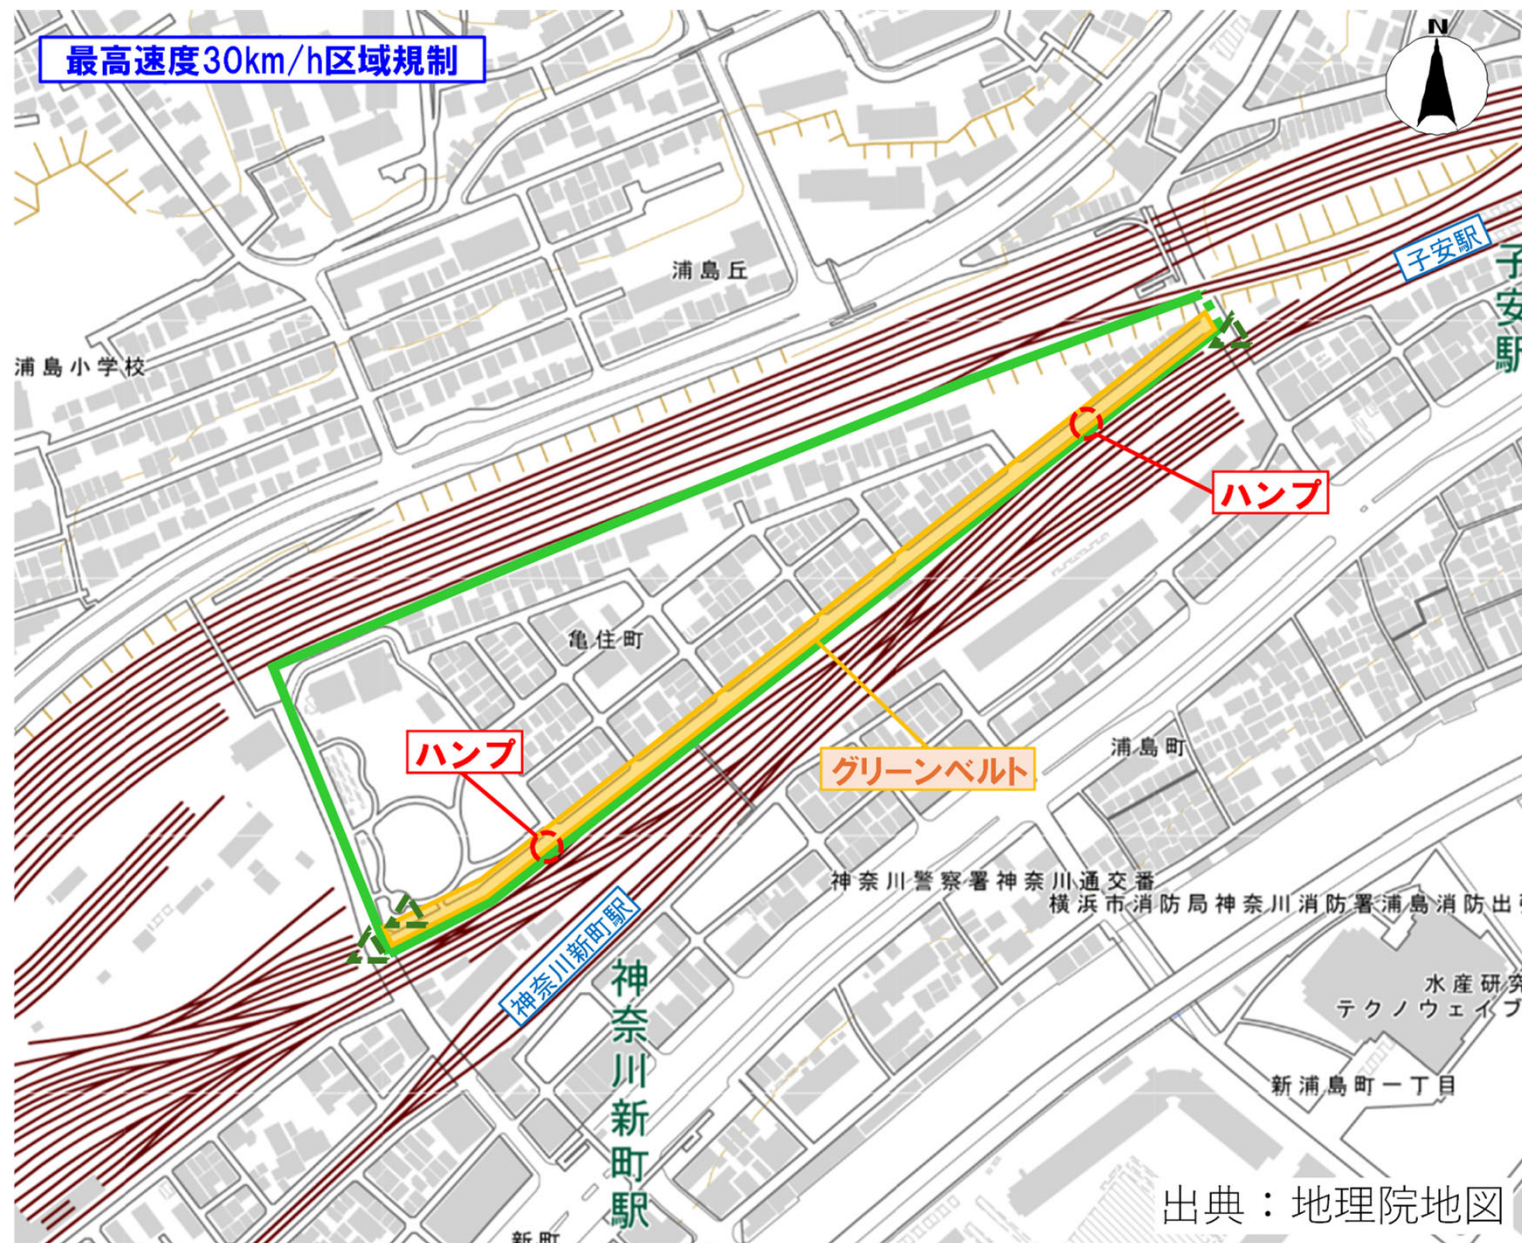 最高速度30km/h区域規制
N
浦島丘
子安駅
子安駅
浦島小学校
ハンプ
亀住町
ハンプ
グリーンベルト
浦島町
神奈川警察署神奈川通交番
横浜市消防局神奈川消防署浦島消防出
神奈川新町駅
神奈川新町駅
水産研究
テクノウェイブ
新浦島町一丁目
出典：地理院地図
新町